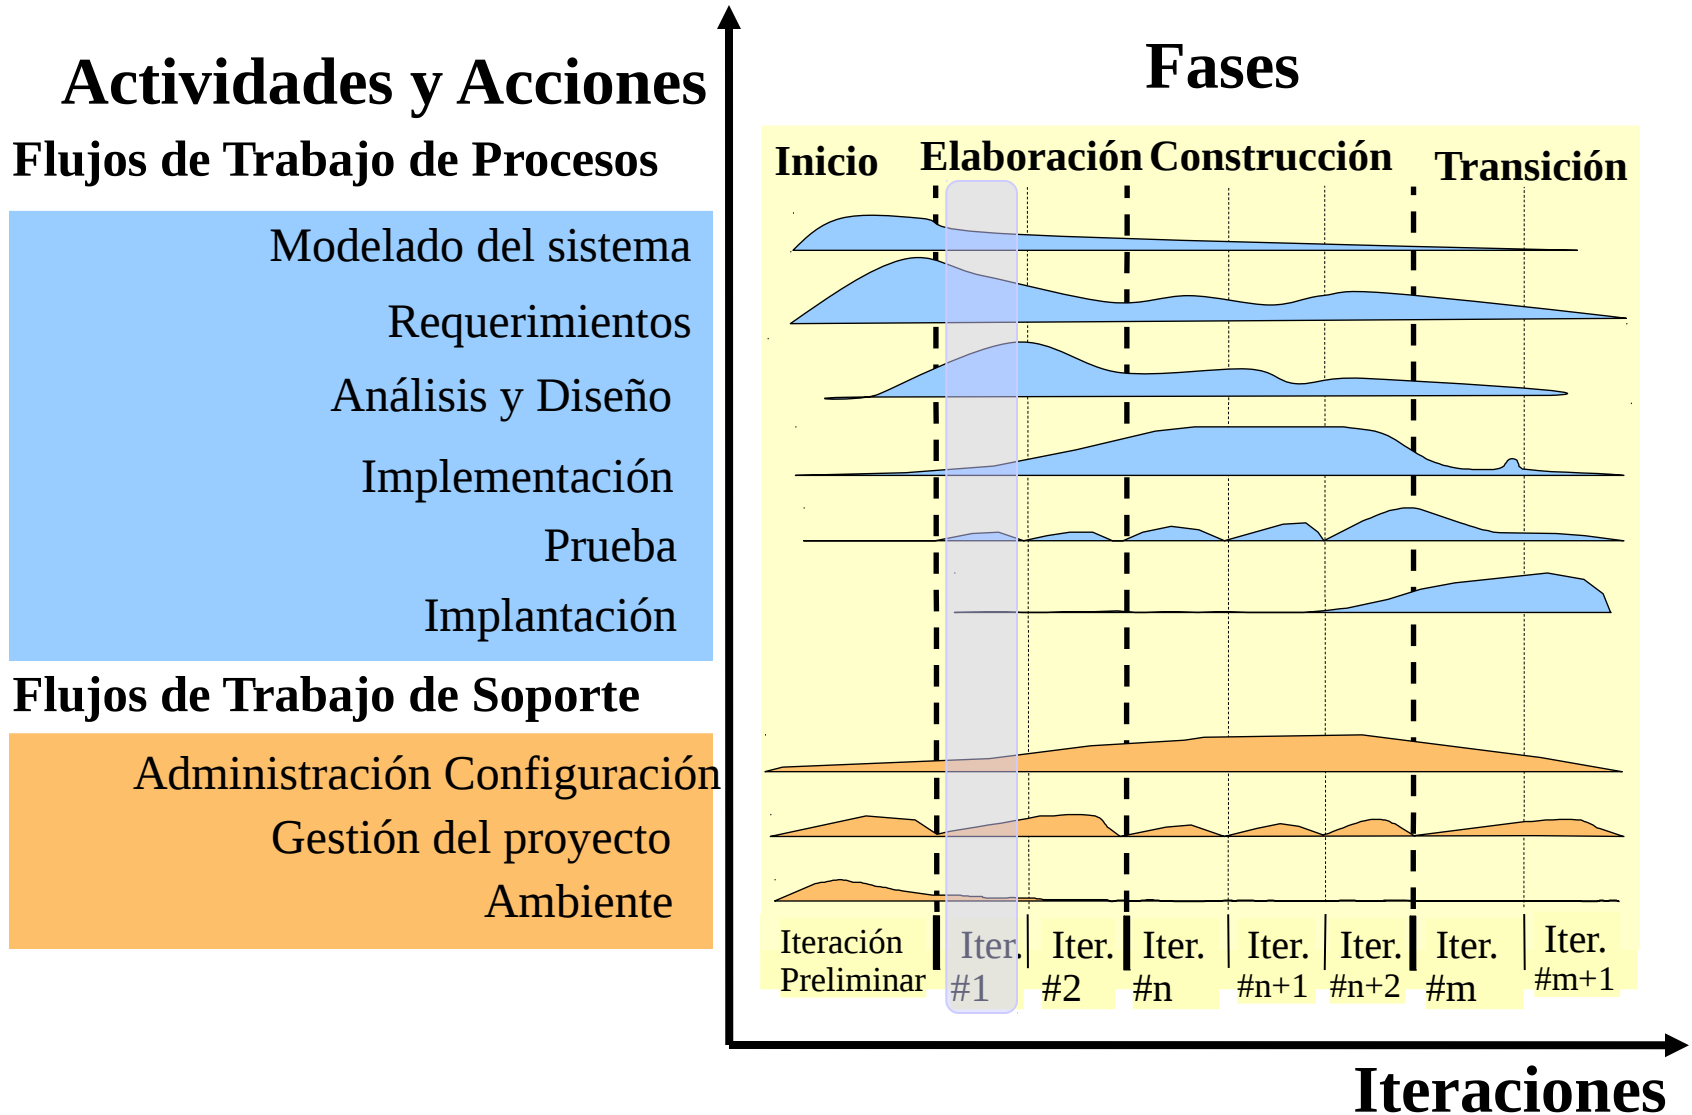 Actividades y Acciones
Fases
Flujos de Trabajo de Procesos
Inicio
Elaboración
Construcción
Transición
Modelado del sistema
Requerimientos
Análisis y Diseño
Implementación
Prueba
Implantación
Flujos de Trabajo de Soporte
Administración Configuración
Gestión del proyecto
Ambiente
Iteración
Preliminar
Iter.
#1
Iter.
#2
Iter.
#n
Iter.
#n+1
Iter.
#n+2
Iter.
#m
Iter.
#m+1
Iteraciones